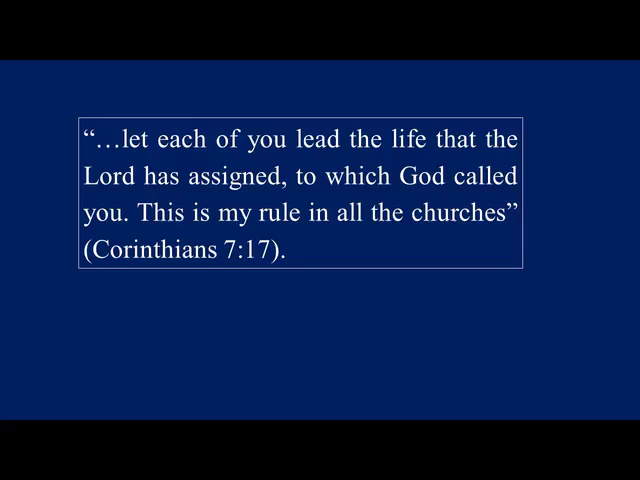 “…let each of you lead the life that the
Lord has assigned, to which God called
you. This is my rule in all the churches”
(Corinthians 7:17).